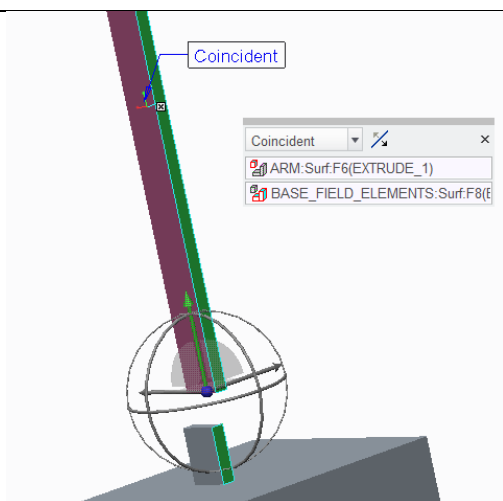 Coincident
Coincident
ARM:Surf:F6(EXTRUDE_1)
BASE_FIELD_ELEMENTS:Surf:F8(E